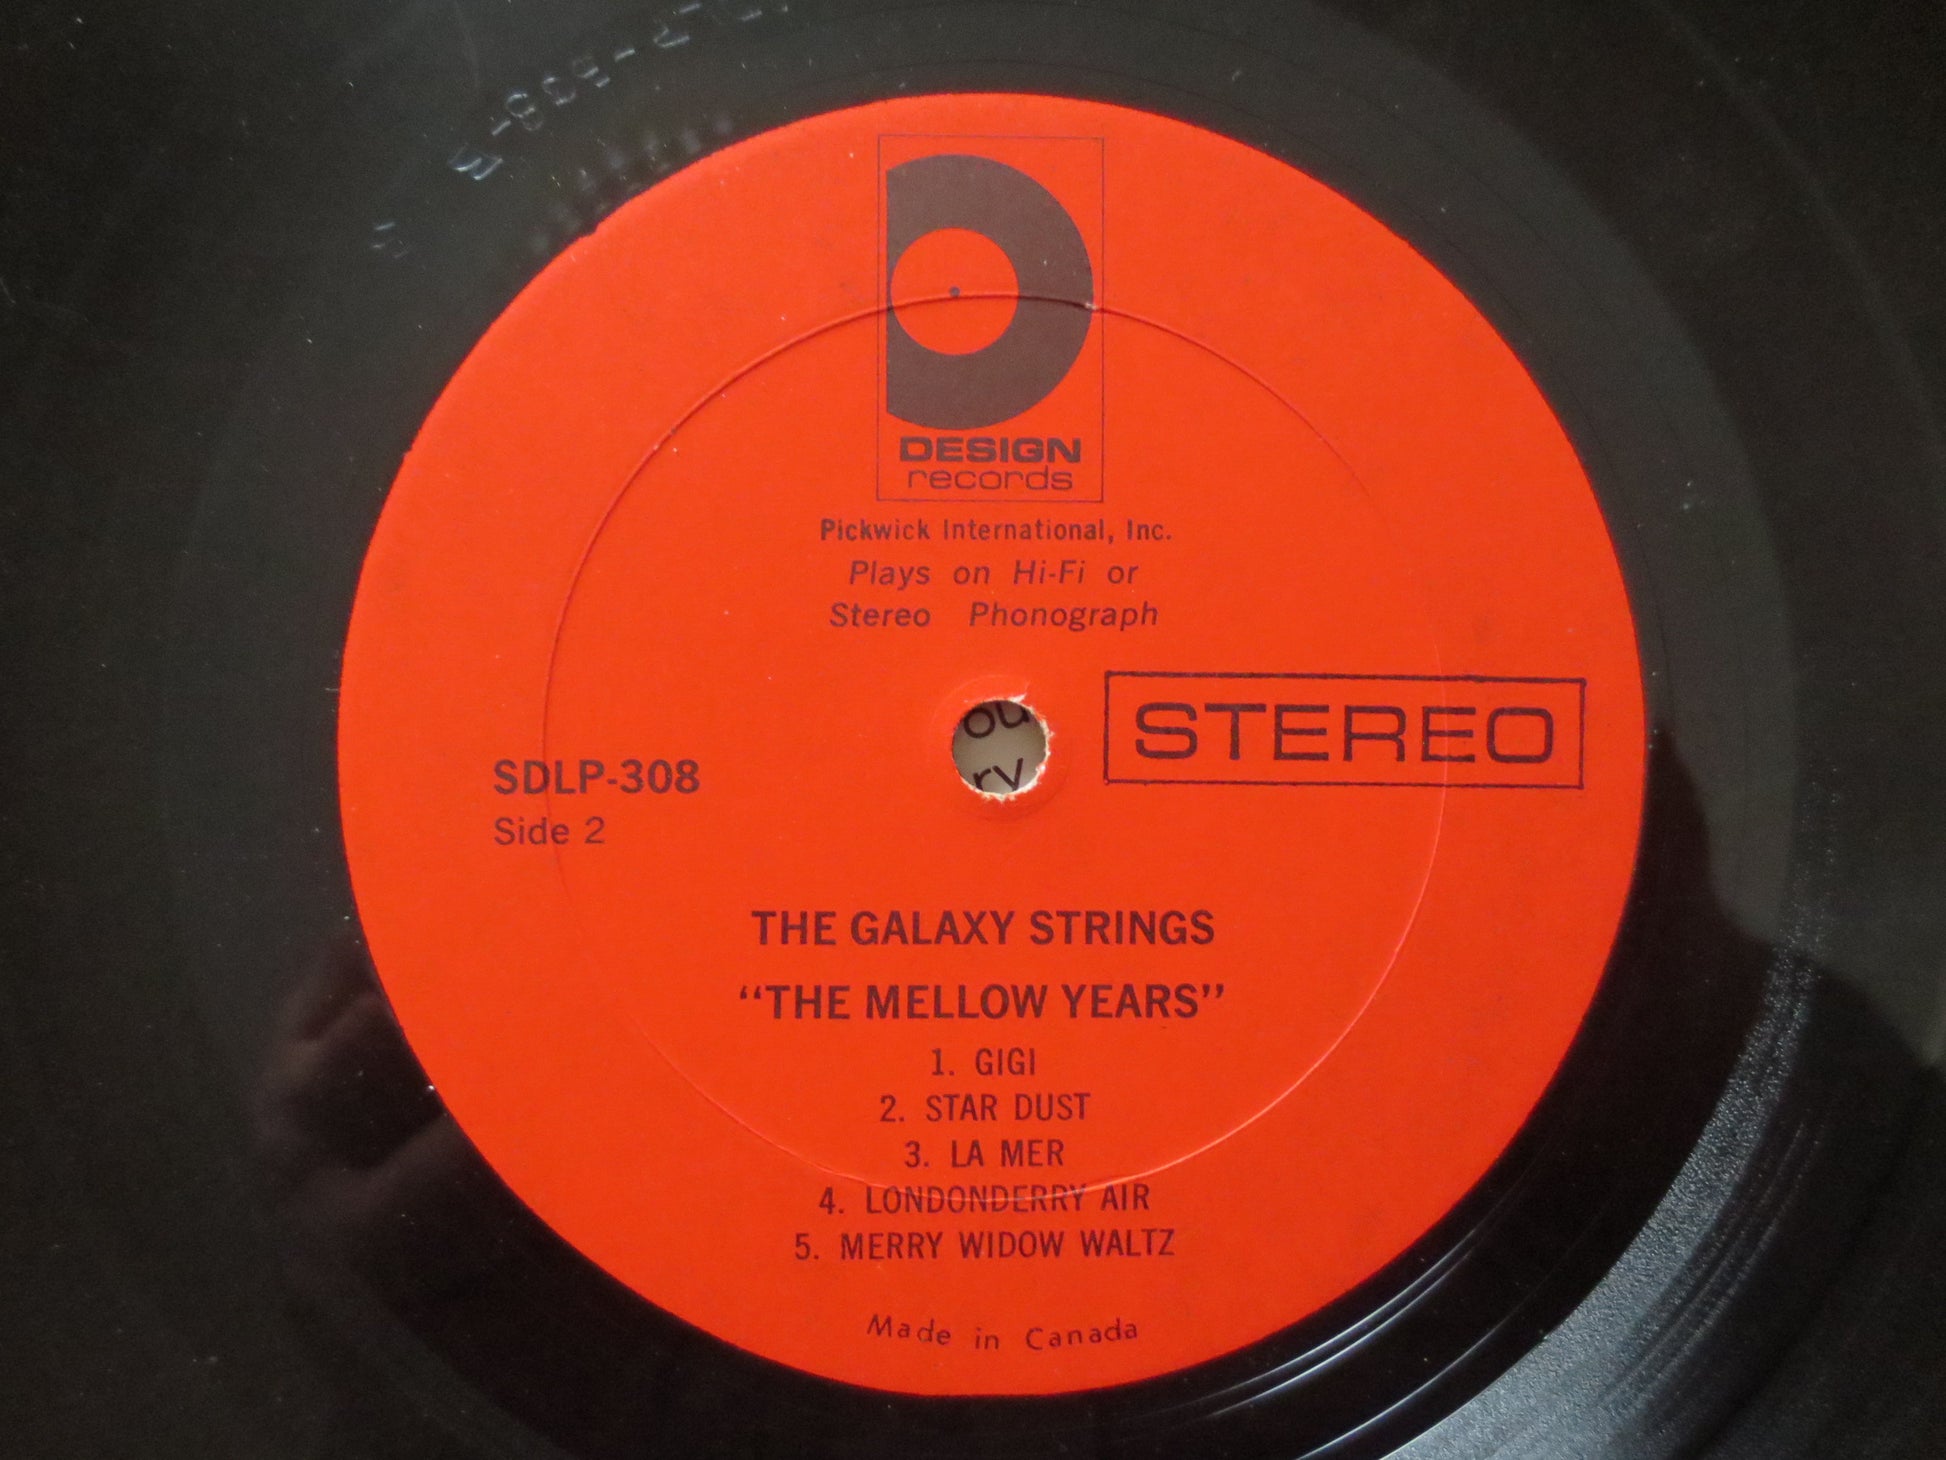 DESIGN
records
Pickwick International, Inc.
Plays on Hi-Fi or
Stereo Phonograph
STEREO
SDLP-308
Side 2
THE GALAXY STRINGS
“THE MELLOW YEARS”
1. GIGI
2. STAR DUST
3. LA MER
4. LONDONDERRY AIR
5. MERRY WIDOW WALTZ
Made in Canada